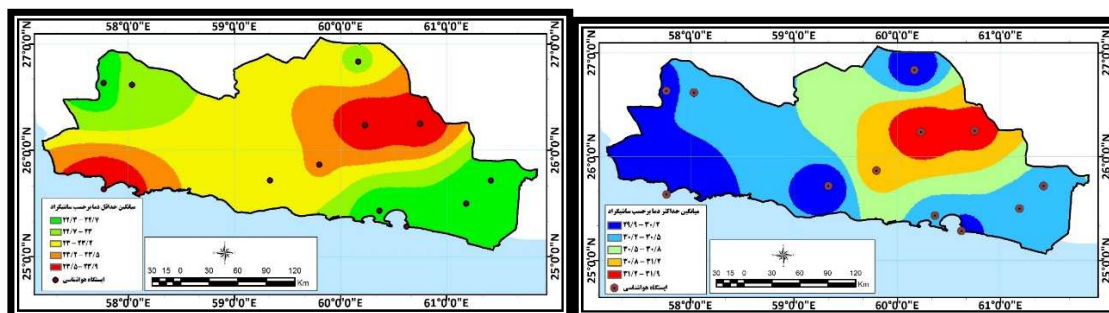 58°0'0"E 59°0'0"E 60°0'0"E 61°0'0"E
27°0'0"N 27°0'0"N
26°0'0"N 26°0'0"N
25°0'0"N 25°0'0"N
میانگین حداقل دما برحسب سانتیگراد
۲۲/۳ – ۲۲/۷
۲۲/۷ – ۲۳
۲۳ – ۲۳/۲
۲۳/۲ – ۲۳/۵
۲۳/۵ – ۲۳/۹
ایستگاه هواشناسی
30 15 0 30 60 90 120
Km
58°0'0"E 59°0'0"E 60°0'0"E 61°0'0"E
58°0'0"E 59°0'0"E 60°0'0"E 61°0'0"E
27°0'0"N 27°0'0"N
26°0'0"N 26°0'0"N
25°0'0"N 25°0'0"N
میانگین حداکثر دما برحسب سانتیگراد
۲۹/۹ – ۳۰/۲
۳۰/۲ – ۳۰/۵
۳۰/۵ – ۳۰/۸
۳۰/۸ – ۳۱/۴
۳۱/۴ – ۳۱/۹
ایستگاه هواشناسی
30 15 0 30 60 90 120
Km
58°0'0"E 59°0'0"E 60°0'0"E 61°0'0"E